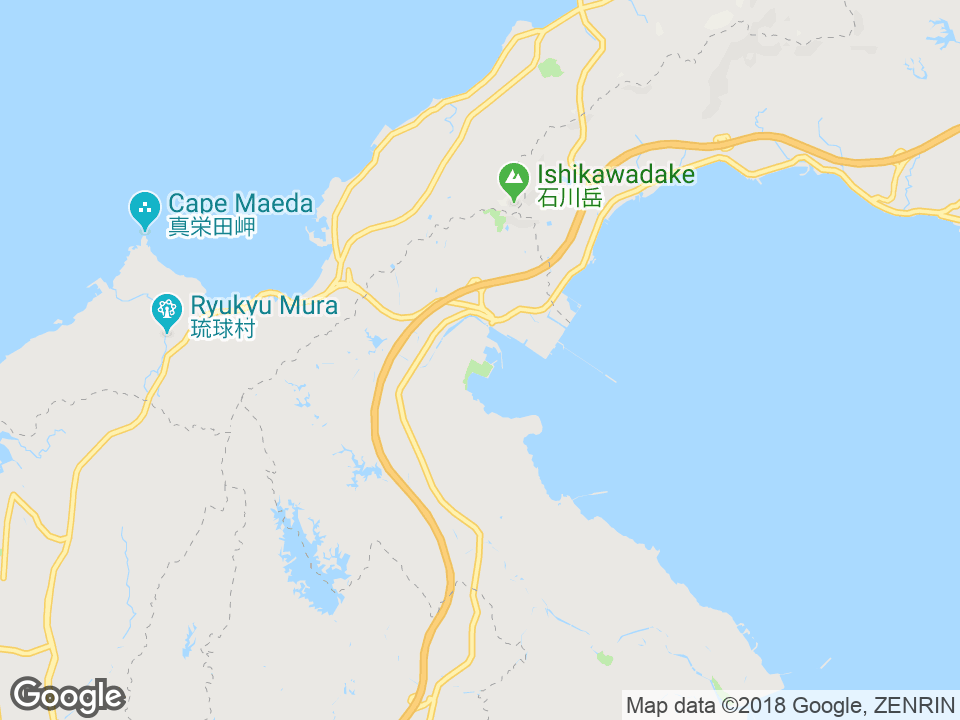 Ishikawadake
石川岳
Cape Maeda
真栄田岬
Ryukyu Mura
琉球村
Google
Map data ©2018 Google, ZENRIN